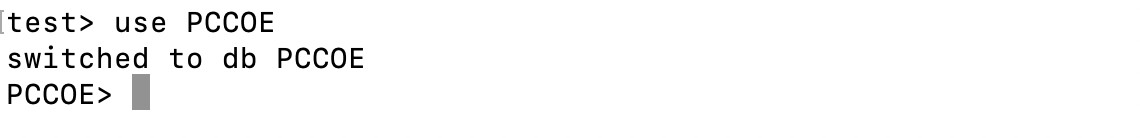 test> use PCCOE
switched to db PCCOE
PCCOE>